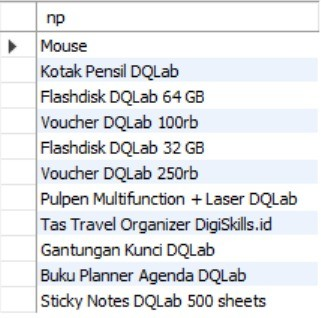 np
Mouse
Kotak Pensil DQLab
Flashdisk DQLab 64 GB
Voucher DQLab 100rb
Flashdisk DQLab 32 GB
Voucher DQLab 250rb
Pulpen Multifunction + Laser DQLab
Tas Travel Organizer DigiSkills.id
Gantungan Kunci DQLab
Buku Planner Agenda DQLab
Sticky Notes DQLab 500 sheets